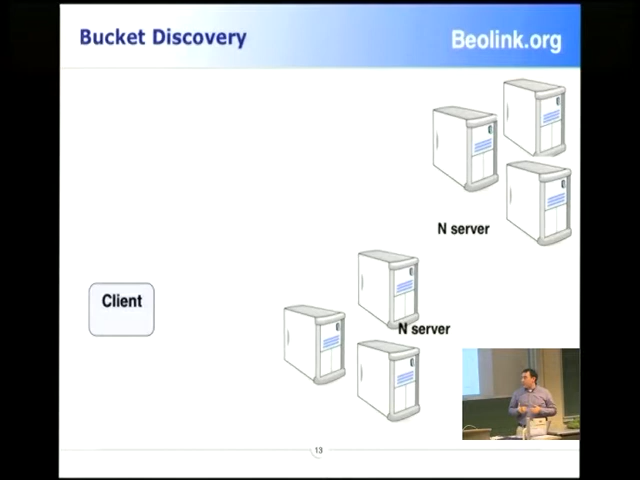 Bucket Discovery
Beolink.org
N server
Client
N server
13